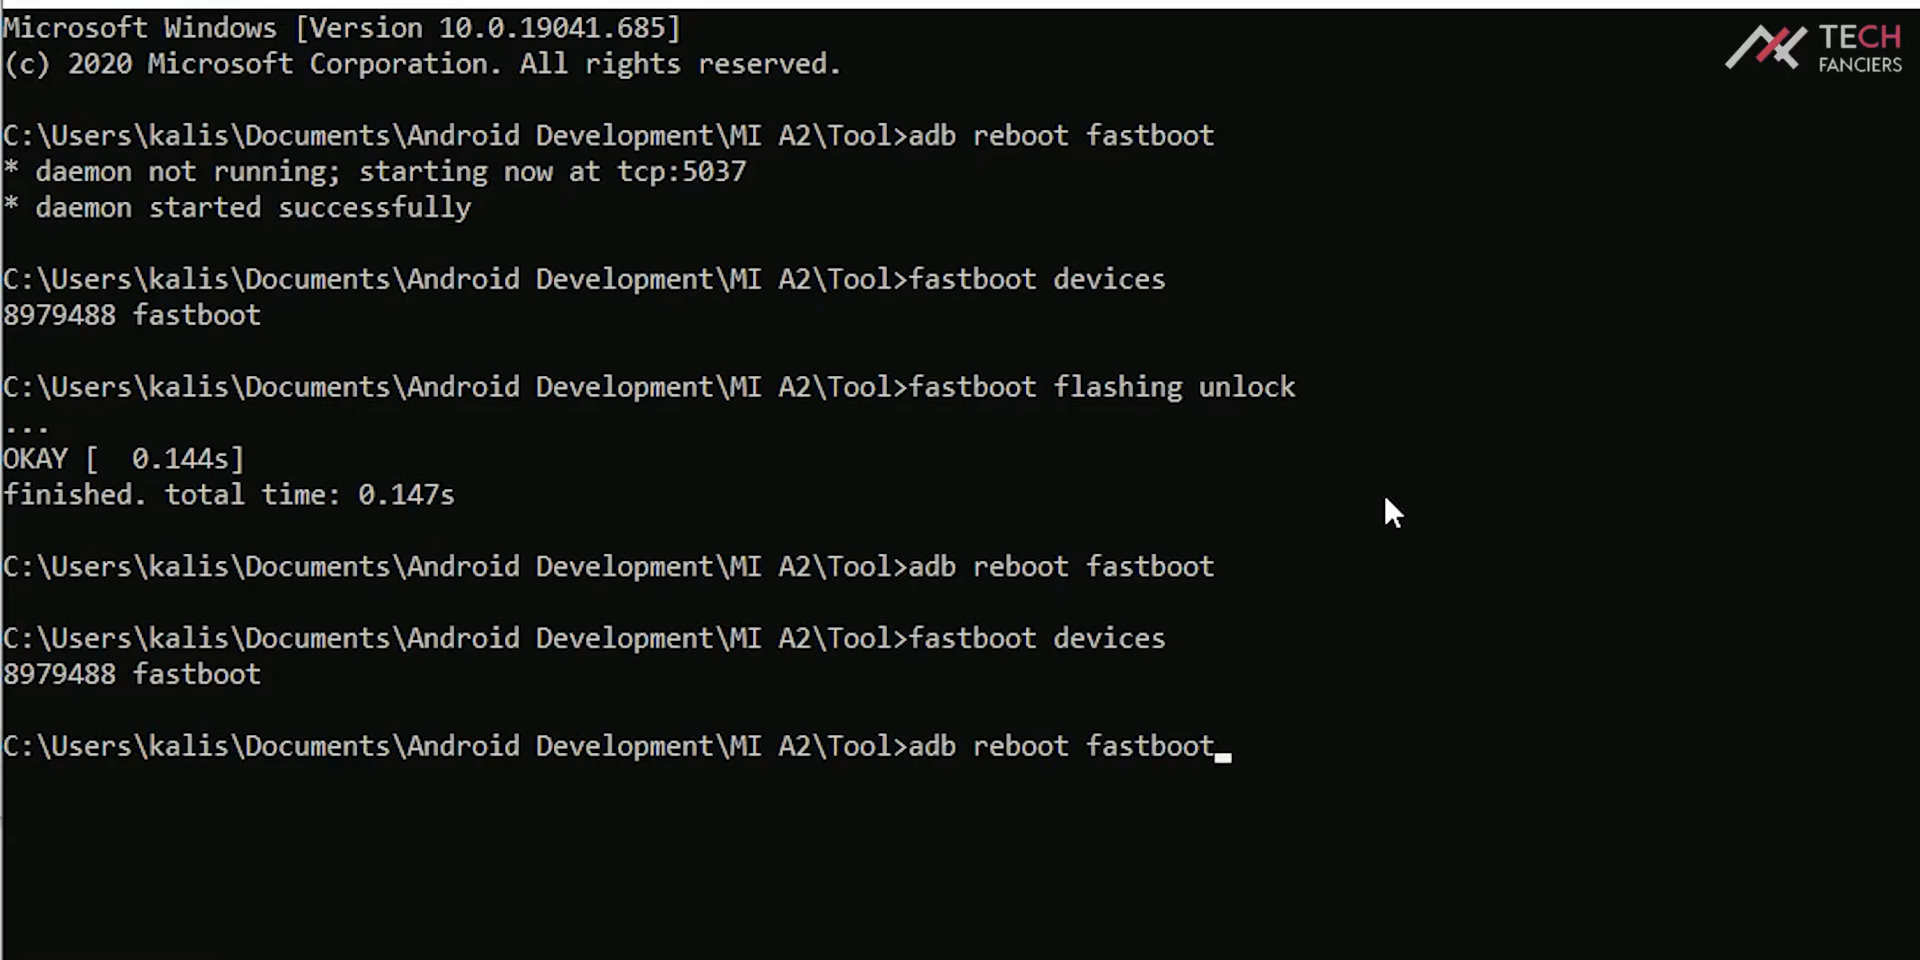 Microsoft Windows [Version 10.0.19041.685]
(c) 2020 Microsoft Corporation. All rights reserved.
TECH
FANCIERS
C:\Users\kalis\Documents\Android Development\MI A2\Tool>adb reboot fastboot
* daemon not running; starting now at tcp:5037
* daemon started successfully
C:\Users\kalis\Documents\Android Development\MI A2\Tool>fastboot devices
8979488 fastboot
C:\Users\kalis\Documents\Android Development\MI A2\Tool>fastboot flashing unlock
...
OKAY [  0.144s]
finished. total time: 0.147s
C:\Users\kalis\Documents\Android Development\MI A2\Tool>adb reboot fastboot
C:\Users\kalis\Documents\Android Development\MI A2\Tool>fastboot devices
8979488 fastboot
C:\Users\kalis\Documents\Android Development\MI A2\Tool>adb reboot fastboot